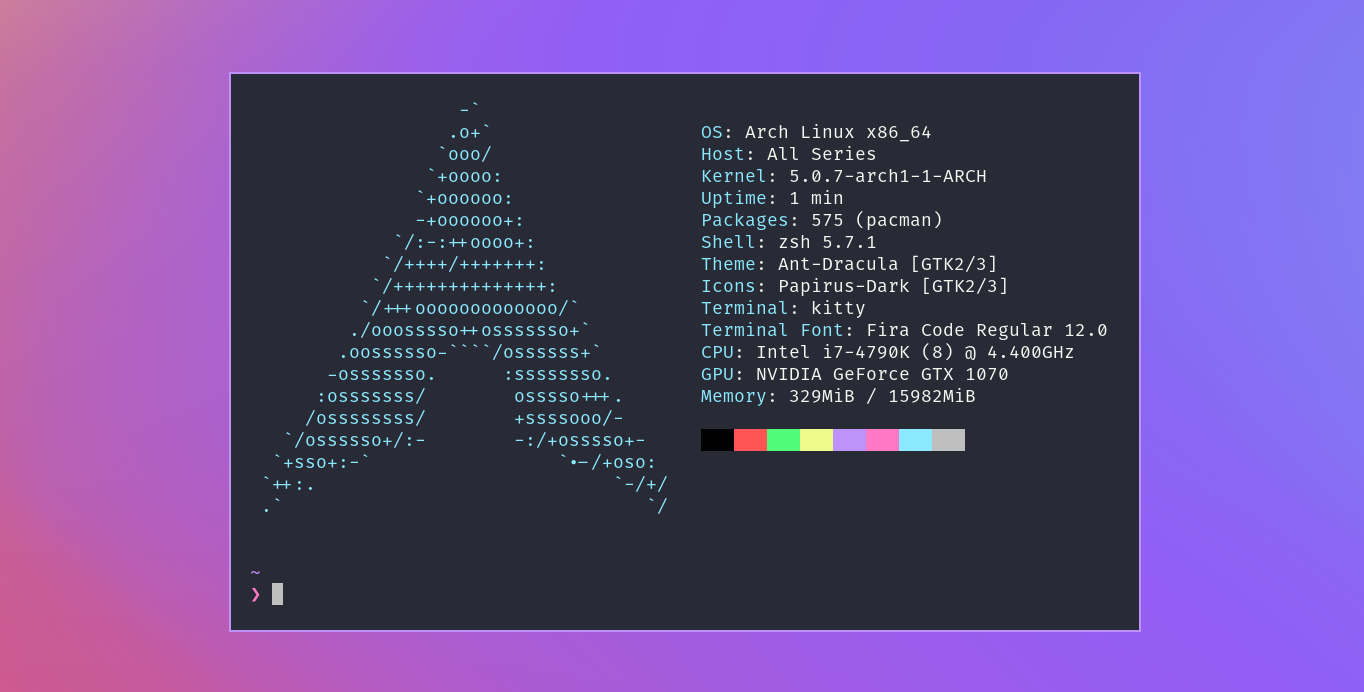 -`
                  .o+`
                 `ooo/
                `+oooo:
               `+oooooo:
               -+oooooo+:
             `/:-:++oooo+:
            `/++++/+++++++:
           `/++++++++++++++:
          `/+++ooooooooooooo/`
         ./ooosssso++osssssso+`
        .oossssso-````/ossssss+`
       -osssssso.      :ssssssso.
      :osssssss/        osssso+++.
     /ossssssss/        +ssssooo/-
   `/ossssso+/:-        -:/+osssso+-
  `+sso+:-`                 `.-/+oso:
 `++:.                           `-/+/
 .`                                 `/
OS: Arch Linux x86_64
Host: All Series
Kernel: 5.0.7-arch1-1-ARCH
Uptime: 1 min
Packages: 575 (pacman)
Shell: zsh 5.7.1
Theme: Ant-Dracula [GTK2/3]
Icons: Papirus-Dark [GTK2/3]
Terminal: kitty
Terminal Font: Fira Code Regular 12.0
CPU: Intel i7-4790K (8) @ 4.400GHz
GPU: NVIDIA GeForce GTX 1070
Memory: 329MiB / 15982MiB
~
❯